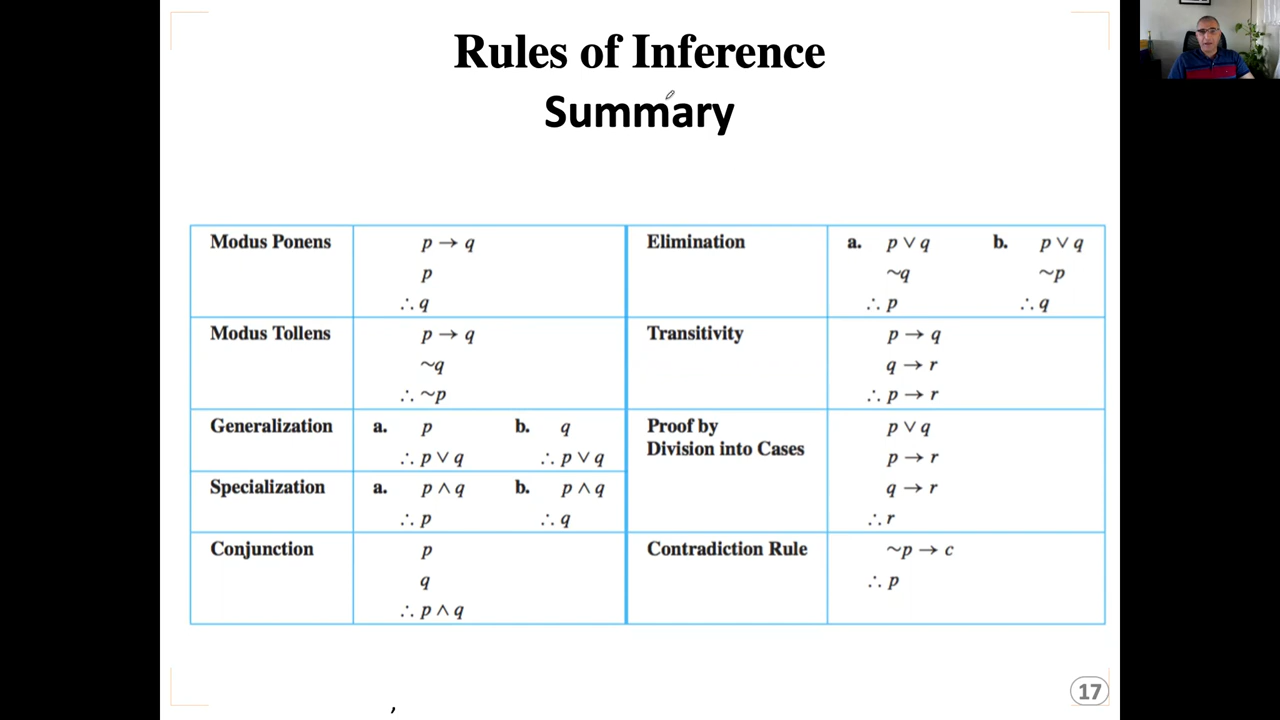 Rules of Inference
Summary
Modus Ponens
p → q
p
∴ q
Elimination
a. p ∨ q
~q
∴ p
b. p ∨ q
~p
∴ q
Modus Tollens
p → q
~q
∴ ~p
Transitivity
p → q
q → r
∴ p → r
Generalization
a. p
∴ p ∨ q
b. q
∴ p ∨ q
Specialization
a. p ∧ q
∴ p
b. p ∧ q
∴ q
Proof by
Division into Cases
p ∨ q
p → r
q → r
∴ r
Conjunction
p
q
∴ p ∧ q
Contradiction Rule
~p → c
∴ p
17
,